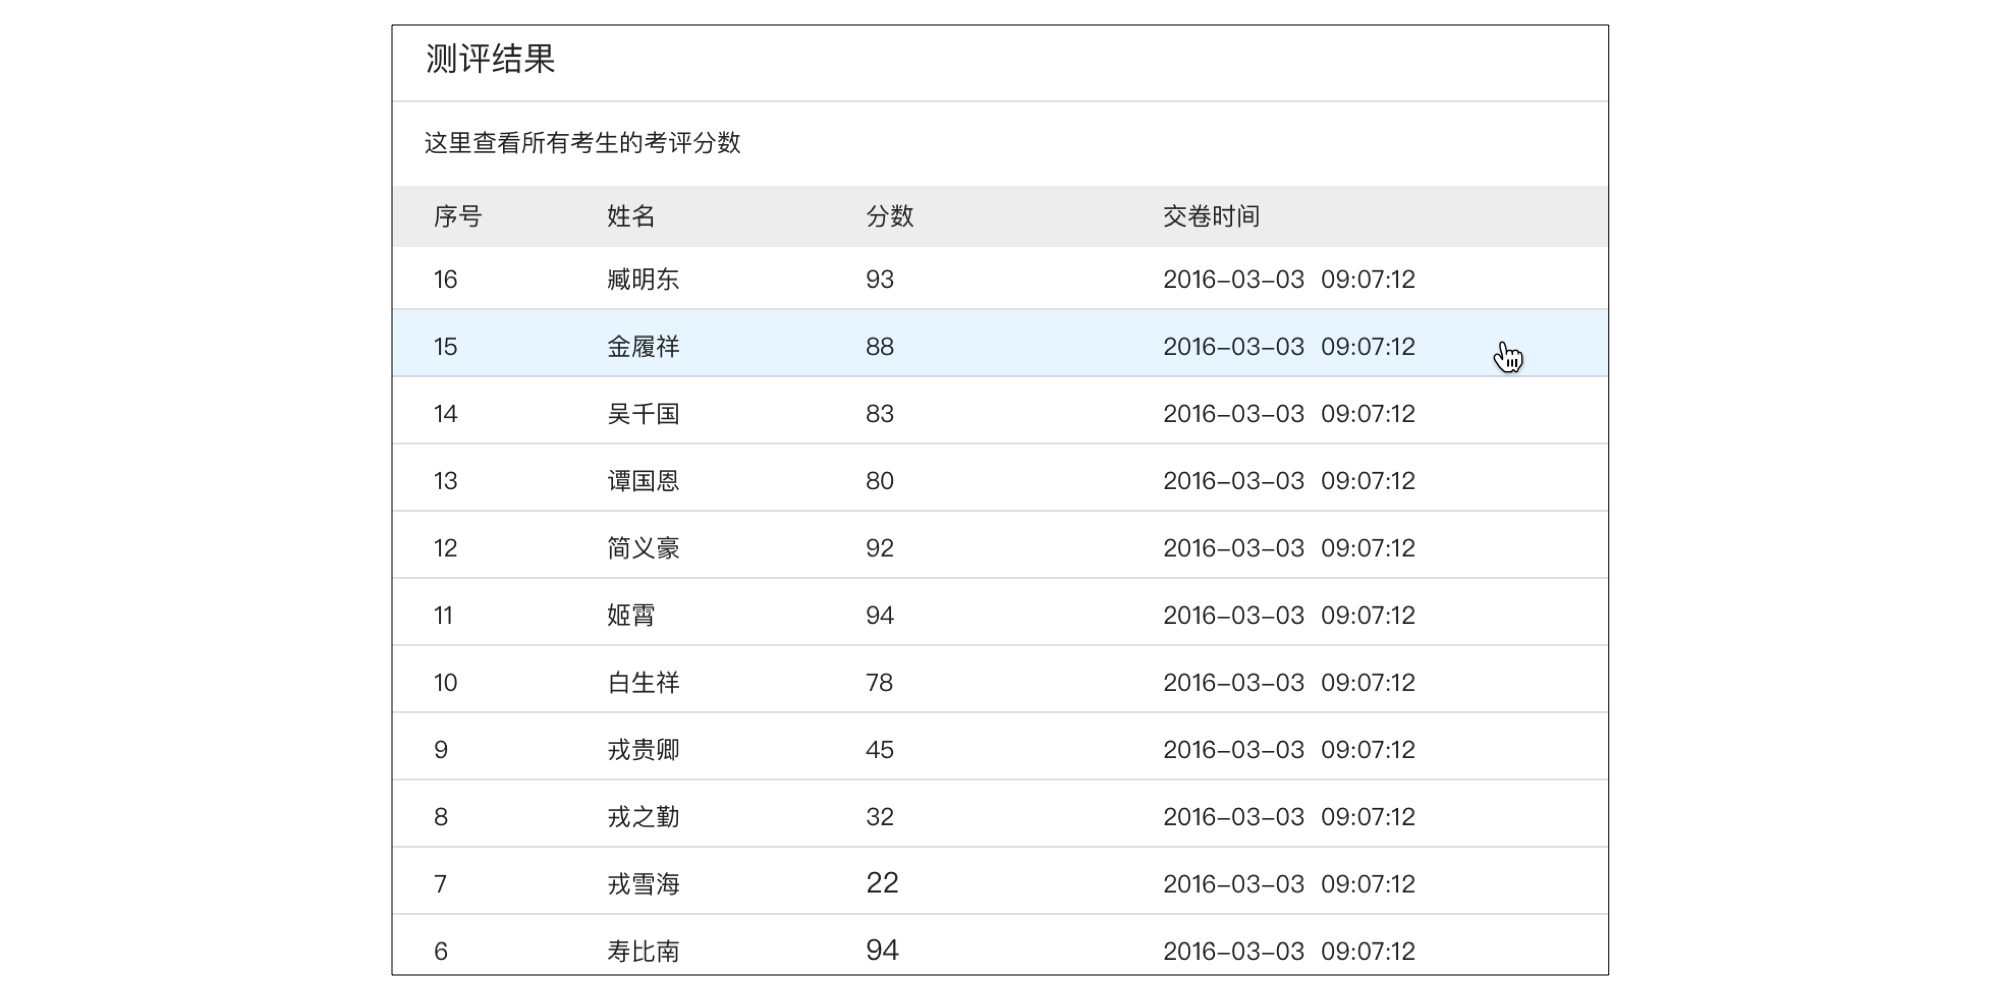 测评结果
这里查看所有考生的考评分数
序号 姓名 分数 交卷时间
16 臧明东 93 2016-03-03 09:07:12
15 金履祥 88 2016-03-03 09:07:12
14 吴千国 83 2016-03-03 09:07:12
13 谭国恩 80 2016-03-03 09:07:12
12 简义豪 92 2016-03-03 09:07:12
11 姬霄 94 2016-03-03 09:07:12
10 白生祥 78 2016-03-03 09:07:12
9 戎贵卿 45 2016-03-03 09:07:12
8 戎之勤 32 2016-03-03 09:07:12
7 戎雪海 22 2016-03-03 09:07:12
6 寿比南 94 2016-03-03 09:07:12